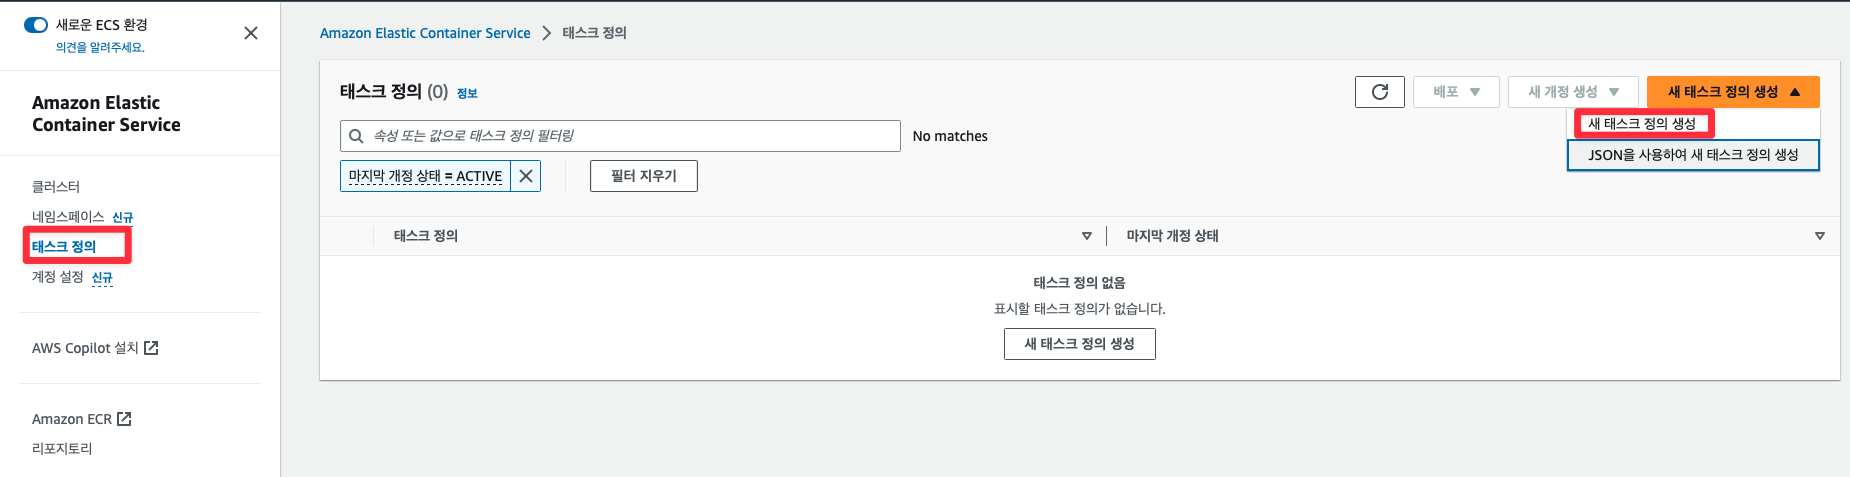 새로운 ECS 환경
의견을 알려주세요.
Amazon Elastic
Container Service
클러스터
네임스페이스 신규
태스크 정의
계정 설정 신규
AWS Copilot 설치
Amazon ECR
리포지토리
Amazon Elastic Container Service > 태스크 정의
태스크 정의 (0) 정보
배포
새 개정 생성
새 태스크 정의 생성
새 태스크 정의 생성
JSON을 사용하여 새 태스크 정의 생성
속성 또는 값으로 태스크 정의 필터링
No matches
마지막 개정 상태 = ACTIVE
필터 지우기
태스크 정의
마지막 개정 상태
태스크 정의 없음
표시할 태스크 정의가 없습니다.
새 태스크 정의 생성